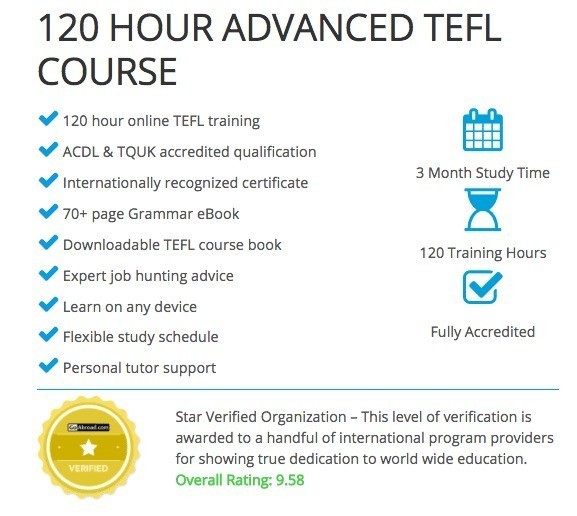 120 HOUR ADVANCED TEFL
COURSE
120 hour online TEFL training
ACDL & TQUK accredited qualification
Internationally recognized certificate
70+ page Grammar eBook
Downloadable TEFL course book
Expert job hunting advice
Learn on any device
Flexible study schedule
Personal tutor support
3 Month Study Time
120 Training Hours
Fully Accredited
GoAbroad.com
VERIFIED
Star Verified Organization – This level of verification is
awarded to a handful of international program providers
for showing true dedication to world wide education.
Overall Rating: 9.58